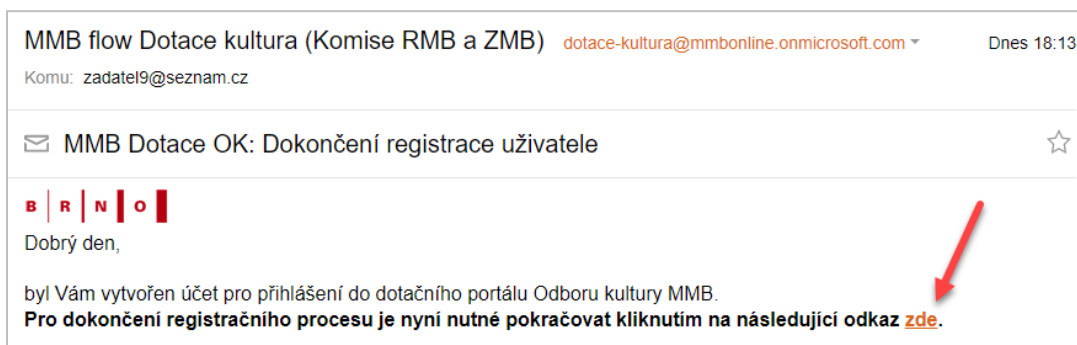 MMB flow Dotace kultura (Komise RMB a ZMB) dotace-kultura@mmbonline.onmicrosoft.com Dnes 18:13
Komu: zadatel9@seznam.cz
MMB Dotace OK: Dokončení registrace uživatele
B R N O
Dobrý den,
byl Vám vytvořen účet pro přihlášení do dotačního portálu Odboru kultury MMB.
Pro dokončení registračního procesu je nyní nutné pokračovat kliknutím na následující odkaz zde.